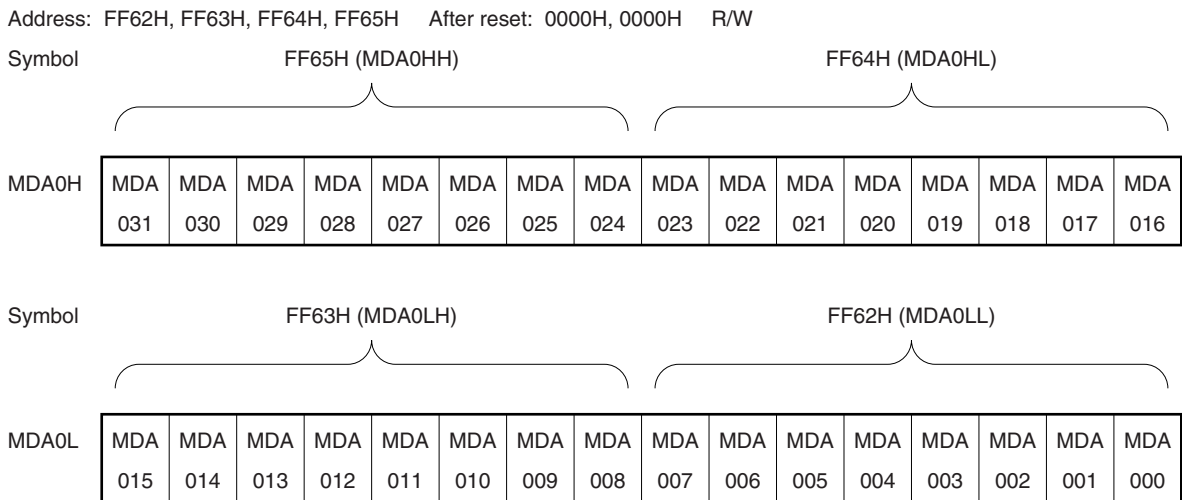 Address: FF62H, FF63H, FF64H, FF65H After reset: 0000H, 0000H R/W
Symbol FF65H (MDA0HH) FF64H (MDA0HL)
MDA0H MDA MDA MDA MDA MDA MDA MDA MDA MDA MDA MDA MDA MDA MDA MDA MDA
031 030 029 028 027 026 025 024 023 022 021 020 019 018 017 016
Symbol FF63H (MDA0LH) FF62H (MDA0LL)
MDA0L MDA MDA MDA MDA MDA MDA MDA MDA MDA MDA MDA MDA MDA MDA MDA MDA
015 014 013 012 011 010 009 008 007 006 005 004 003 002 001 000